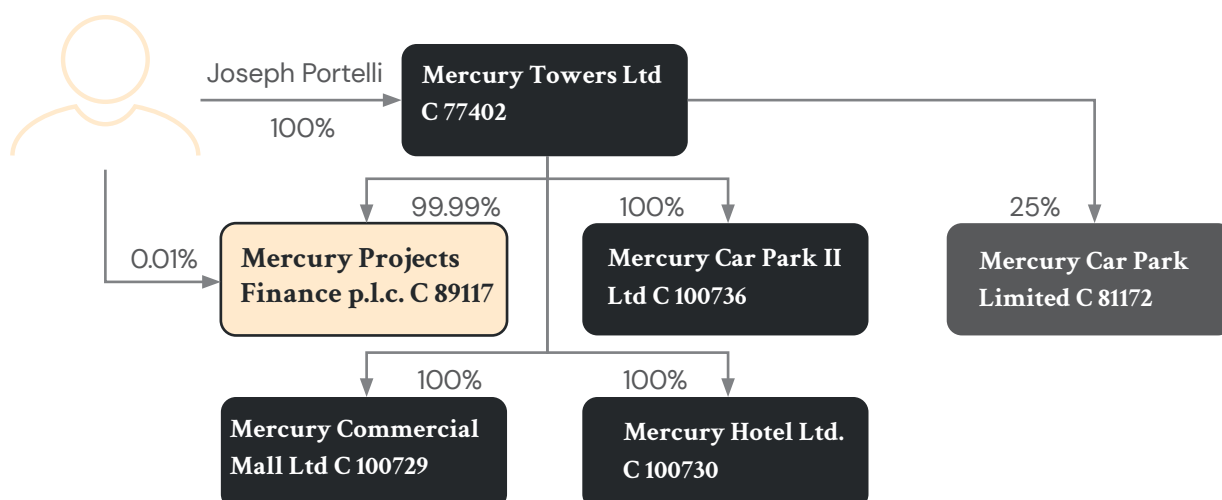 Joseph Portelli
100%
Mercury Towers Ltd
C 77402
99.99%
100%
25%
0.01%
Mercury Projects
Finance p.l.c. C 89117
Mercury Car Park II
Ltd C 100736
Mercury Car Park
Limited C 81172
100%
100%
Mercury Commercial
Mall Ltd C 100729
Mercury Hotel Ltd.
C 100730